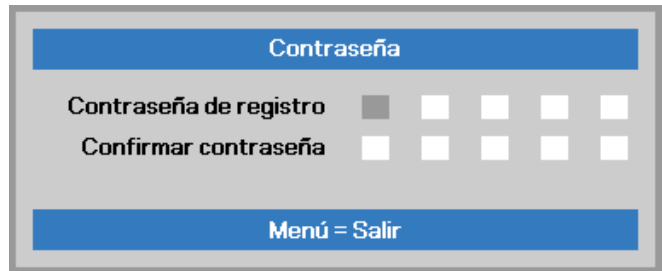 Contraseña
Contraseña de registro
Confirmar contraseña
Menú = Salir